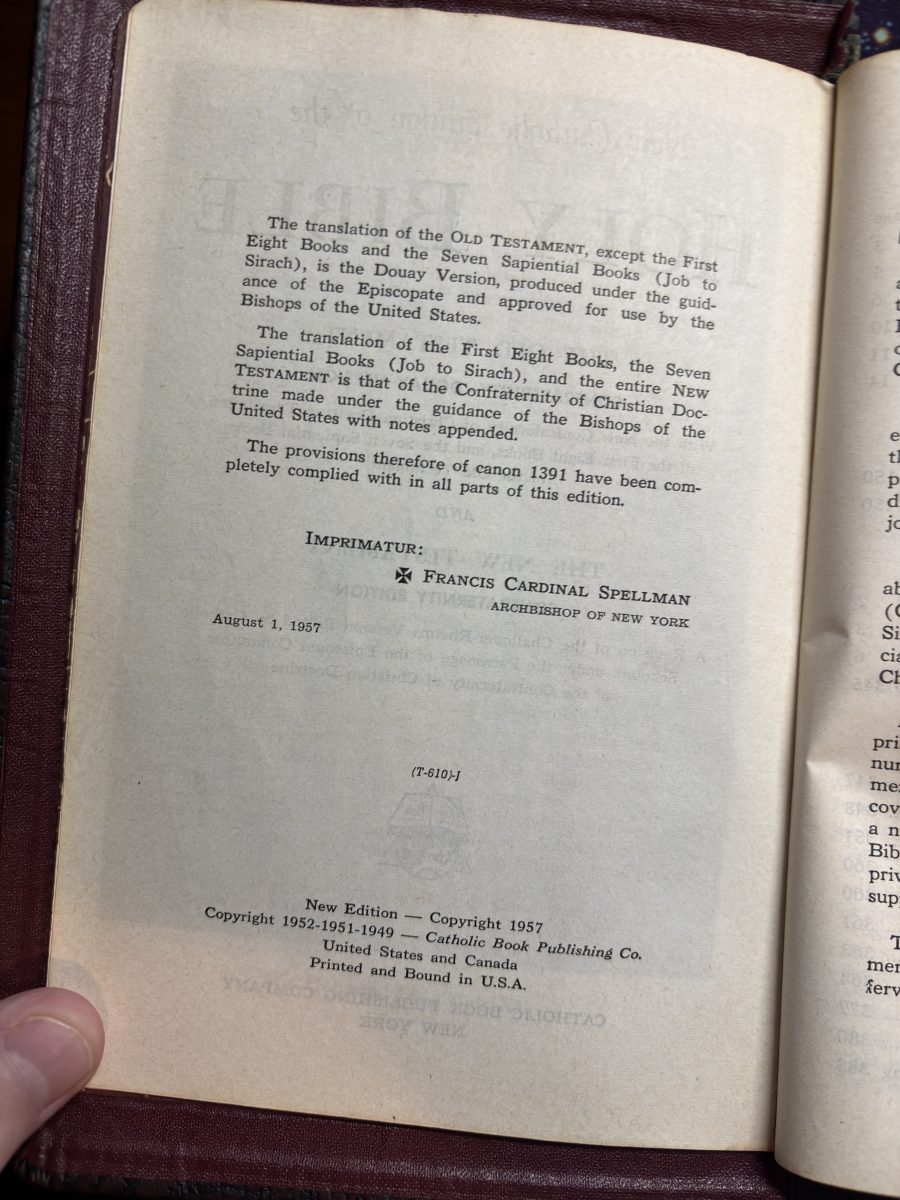 The translation of the OLD TESTAMENT, except the First
Eight Books and the Seven Sapiential Books (Job to
Sirach), is the Douay Version, produced under the guid-
ance of the Episcopate and approved for use by the
Bishops of the United States.
The translation of the First Eight Books, the Seven
Sapiential Books (Job to Sirach), and the entire NEW
TESTAMENT is that of the Confraternity of Christian Doc-
trine made under the guidance of the Bishops of the
United States with notes appended.
The provisions therefore of canon 1391 have been com-
pletely complied with in all parts of this edition.
IMPRIMATUR:
✠ FRANCIS CARDINAL SPELLMAN
ARCHBISHOP OF NEW YORK
August 1, 1957
(T-610)-J
New Edition — Copyright 1957
Copyright 1952-1951-1949 — Catholic Book Publishing Co.
United States and Canada
Printed and Bound in U.S.A.